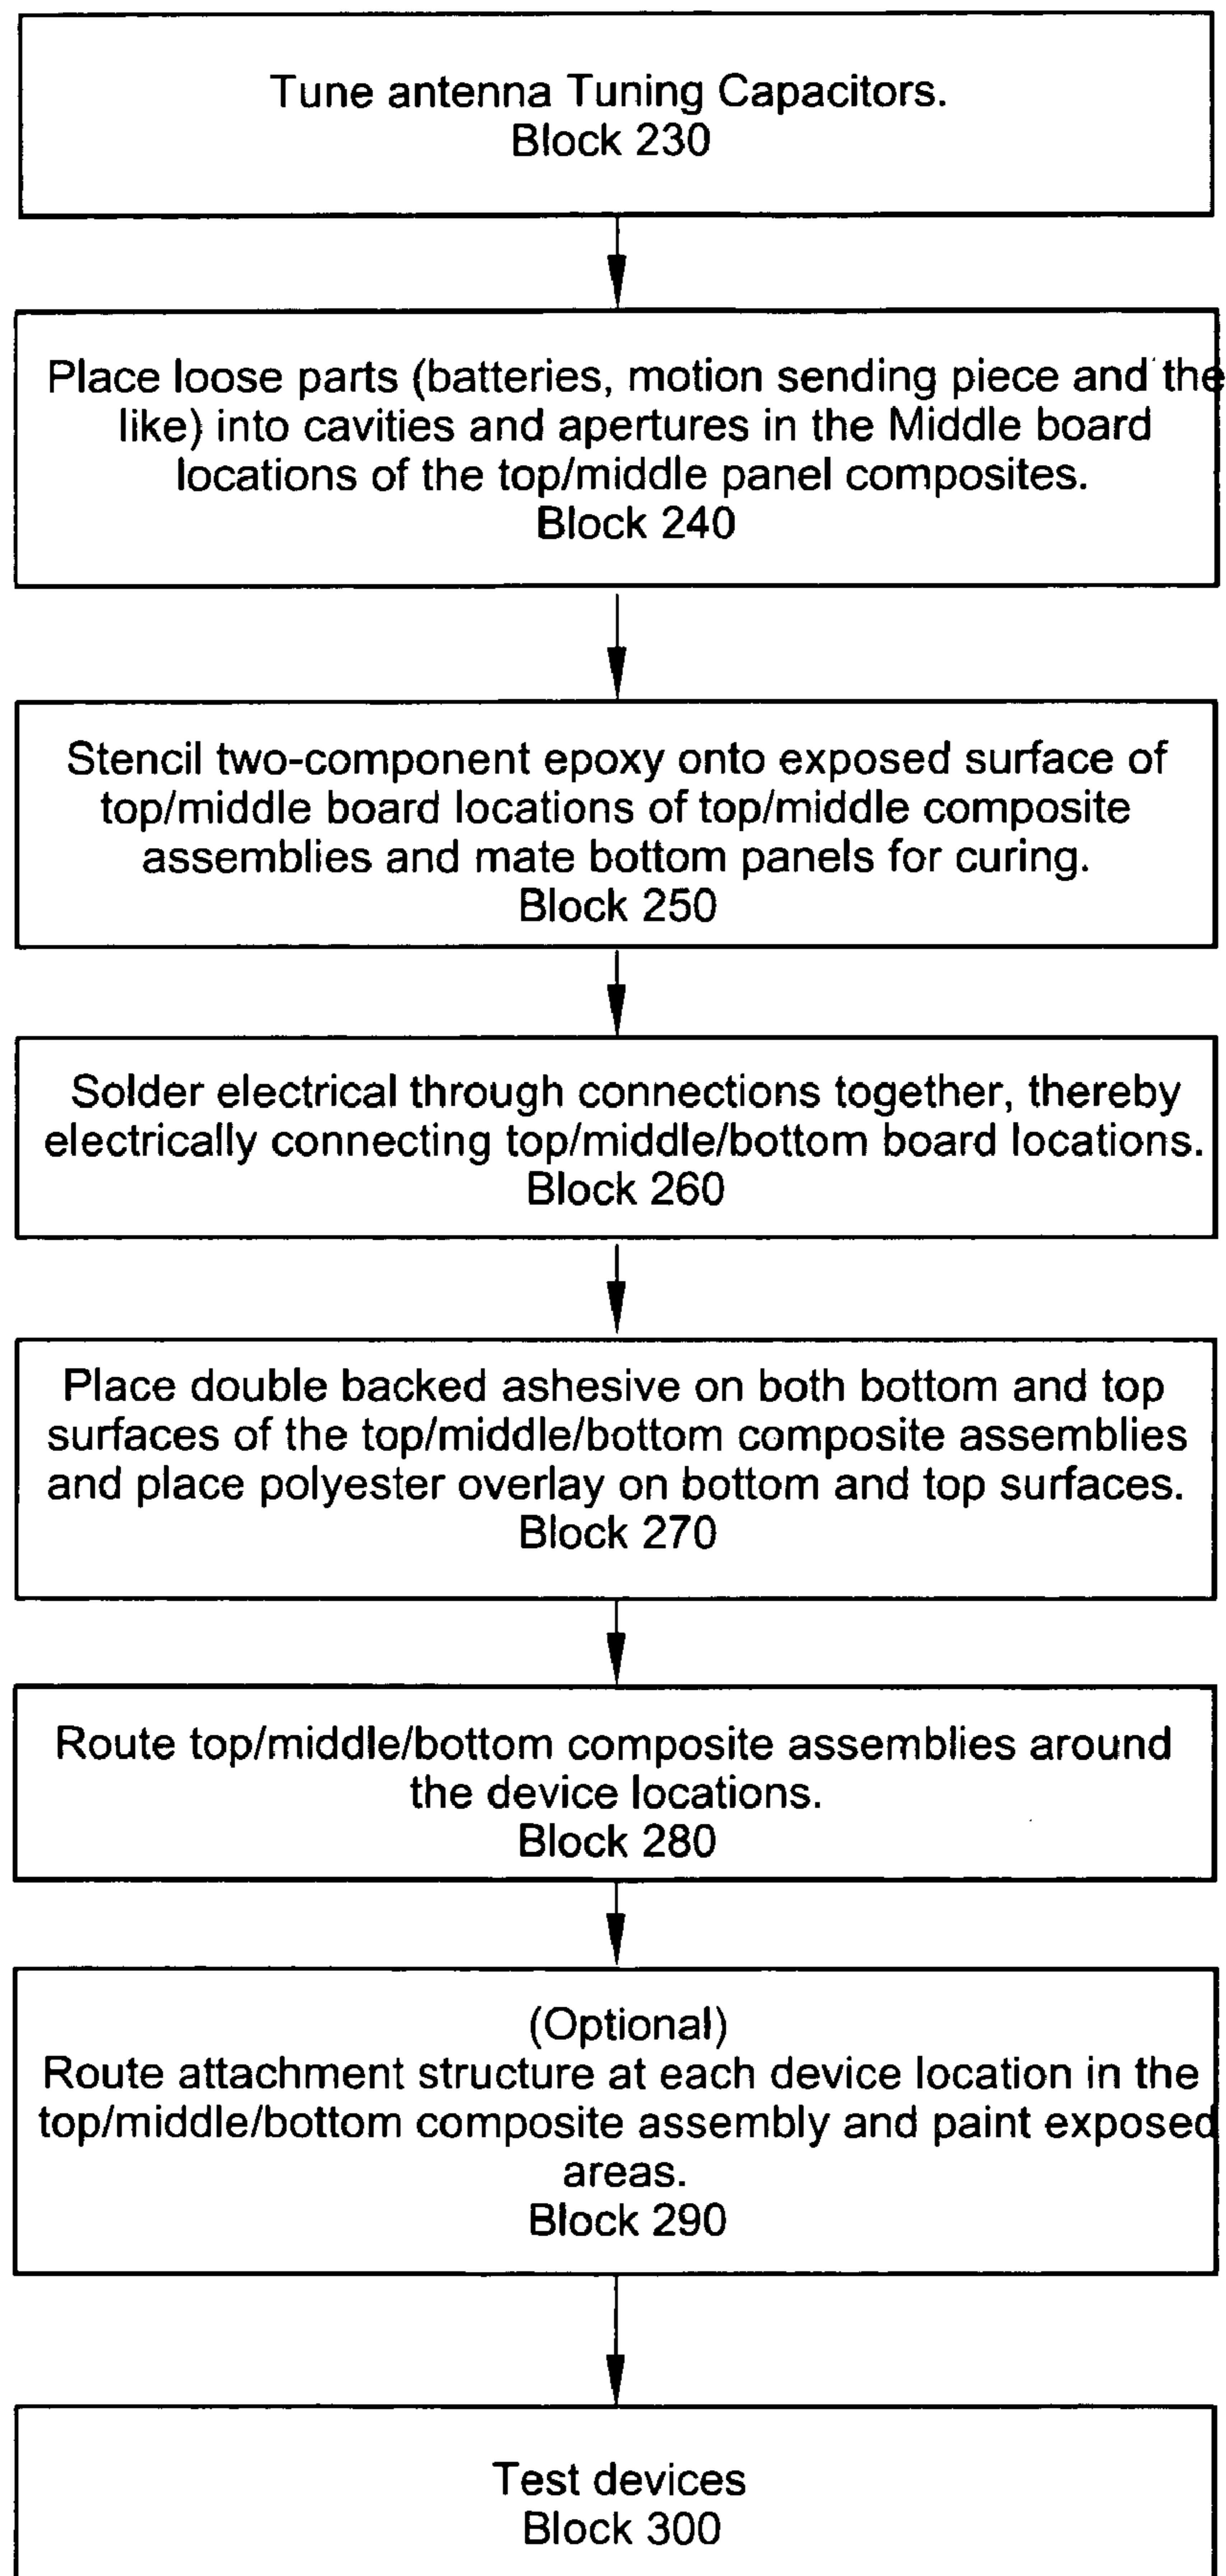 Tune antenna Tuning Capacitors.
Block 230
Place loose parts (batteries, motion sending piece and the
like) into cavities and apertures in the Middle board
locations of the top/middle panel composites.
Block 240
Stencil two-component epoxy onto exposed surface of
top/middle board locations of top/middle composite
assemblies and mate bottom panels for curing.
Block 250
Solder electrical through connections together, thereby
electrically connecting top/middle/bottom board locations.
Block 260
Place double backed ashesive on both bottom and top
surfaces of the top/middle/bottom composite assemblies
and place polyester overlay on bottom and top surfaces.
Block 270
Route top/middle/bottom composite assemblies around
the device locations.
Block 280
(Optional)
Route attachment structure at each device location in the
top/middle/bottom composite assembly and paint exposed
areas.
Block 290
Test devices
Block 300